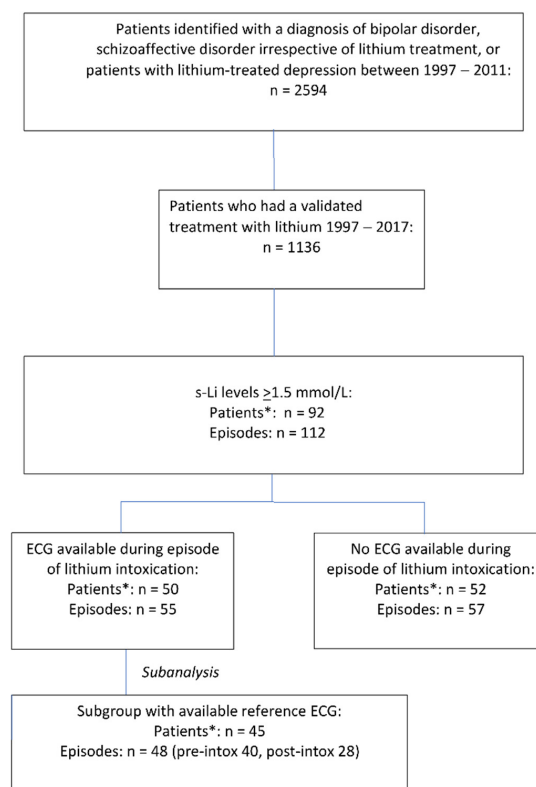 Patients identified with a diagnosis of bipolar disorder,
schizoaffective disorder irrespective of lithium treatment, or
patients with lithium-treated depression between 1997 – 2011:
n = 2594
Patients who had a validated
treatment with lithium 1997 – 2017:
n = 1136
s-Li levels ≥1.5 mmol/L:
Patients*: n = 92
Episodes: n = 112
ECG available during episode
of lithium intoxication:
Patients*: n = 50
Episodes: n = 55
No ECG available during
episode of lithium intoxication:
Patients*: n = 52
Episodes: n = 57
Subanalysis
Subgroup with available reference ECG:
Patients*: n = 45
Episodes: n = 48 (pre-intox 40, post-intox 28)